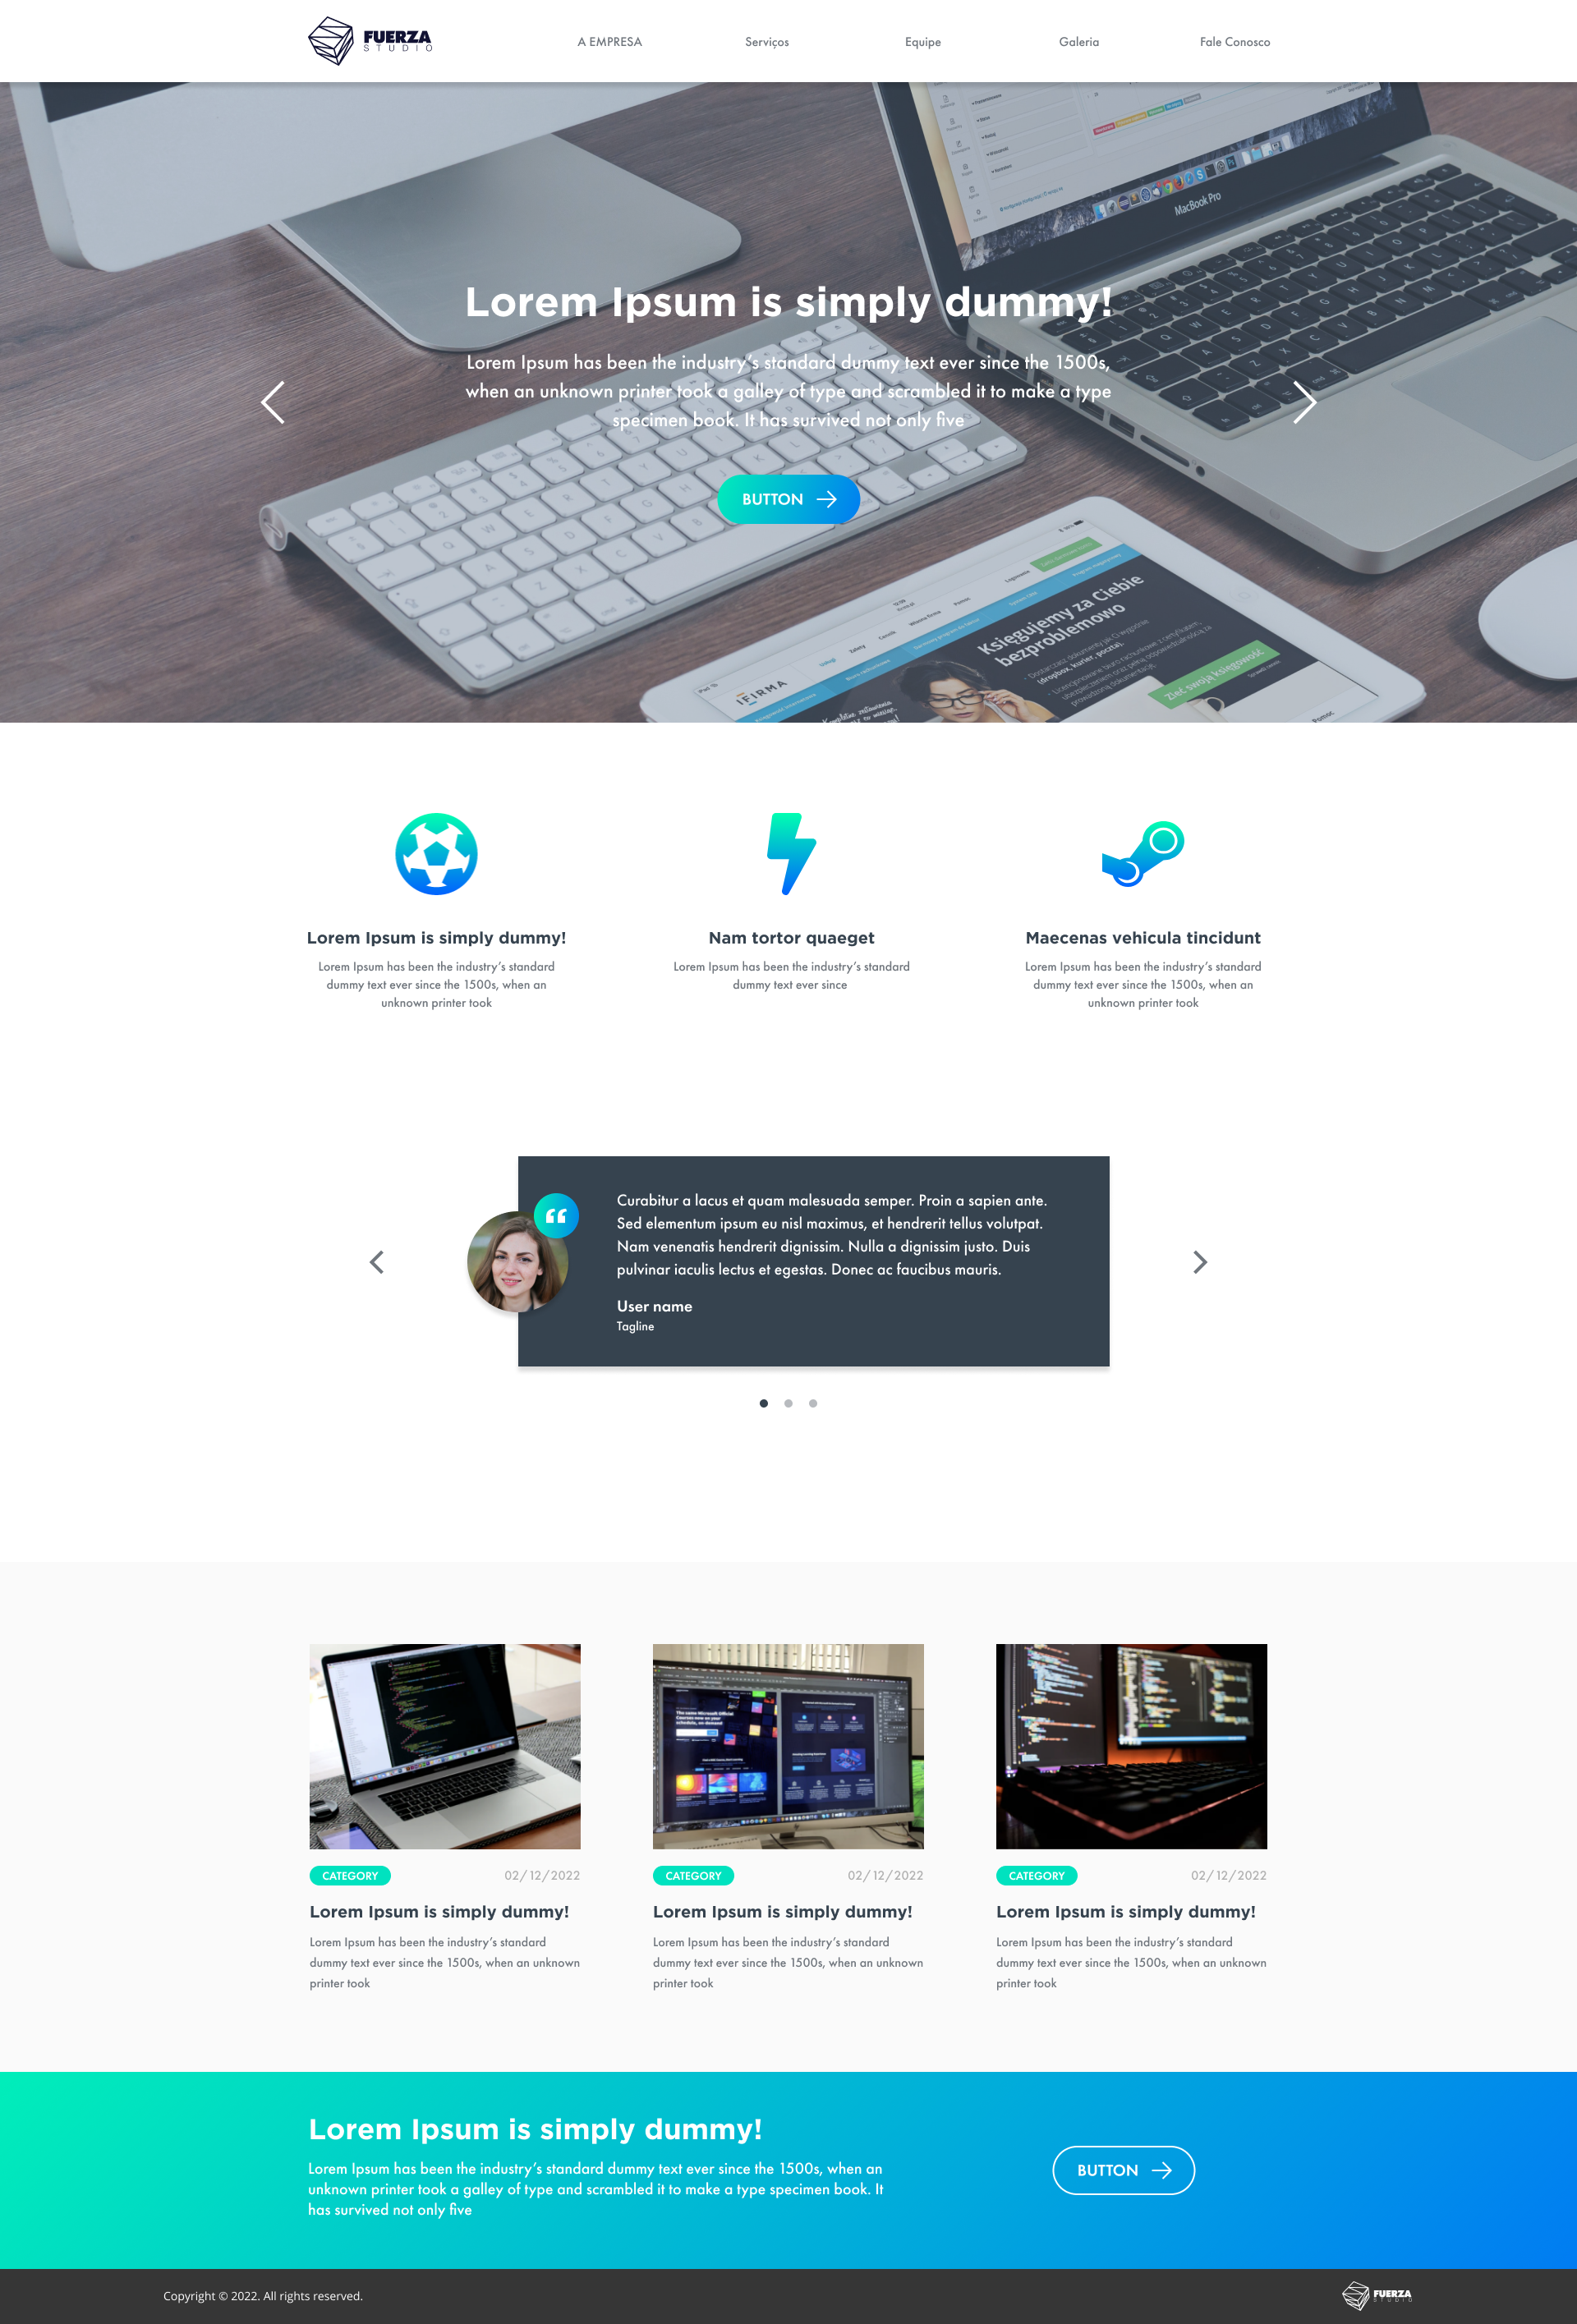 FUERZA
STUDIO
A EMPRESA
Serviços
Equipe
Galeria
Fale Conosco
MacBook Pro
Lorem Ipsum is simply dummy!
Lorem Ipsum has been the industry’s standard dummy text ever since the 1500s,
when an unknown printer took a galley of type and scrambled it to make a type
specimen book. It has survived not only five
BUTTON
IFIRMA
Księgujemy za Ciebie
bezproblemowo
(dropbox, kurier, poczta).
Zleć swoją księgowość
Pomoc
Lorem Ipsum is simply dummy!
Lorem Ipsum has been the industry’s standard
dummy text ever since the 1500s, when an
unknown printer took
Nam tortor quaeget
Lorem Ipsum has been the industry’s standard
dummy text ever since
Maecenas vehicula tincidunt
Lorem Ipsum has been the industry’s standard
dummy text ever since the 1500s, when an
unknown printer took
Curabitur a lacus et quam malesuada semper. Proin a sapien ante.
Sed elementum ipsum eu nisl maximus, et hendrerit tellus volutpat.
Nam venenatis hendrerit dignissim. Nulla a dignissim justo. Duis
pulvinar iaculis lectus et egestas. Donec ac faucibus mauris.
User name
Tagline
CATEGORY
02/12/2022
Lorem Ipsum is simply dummy!
Lorem Ipsum has been the industry’s standard
dummy text ever since the 1500s, when an unknown
printer took
CATEGORY
02/12/2022
Lorem Ipsum is simply dummy!
Lorem Ipsum has been the industry’s standard
dummy text ever since the 1500s, when an unknown
printer took
CATEGORY
02/12/2022
Lorem Ipsum is simply dummy!
Lorem Ipsum has been the industry’s standard
dummy text ever since the 1500s, when an unknown
printer took
Lorem Ipsum is simply dummy!
Lorem Ipsum has been the industry’s standard dummy text ever since the 1500s, when an
unknown printer took a galley of type and scrambled it to make a type specimen book. It
has survived not only five
BUTTON
Copyright © 2022. All rights reserved.
FUERZA
STUDIO